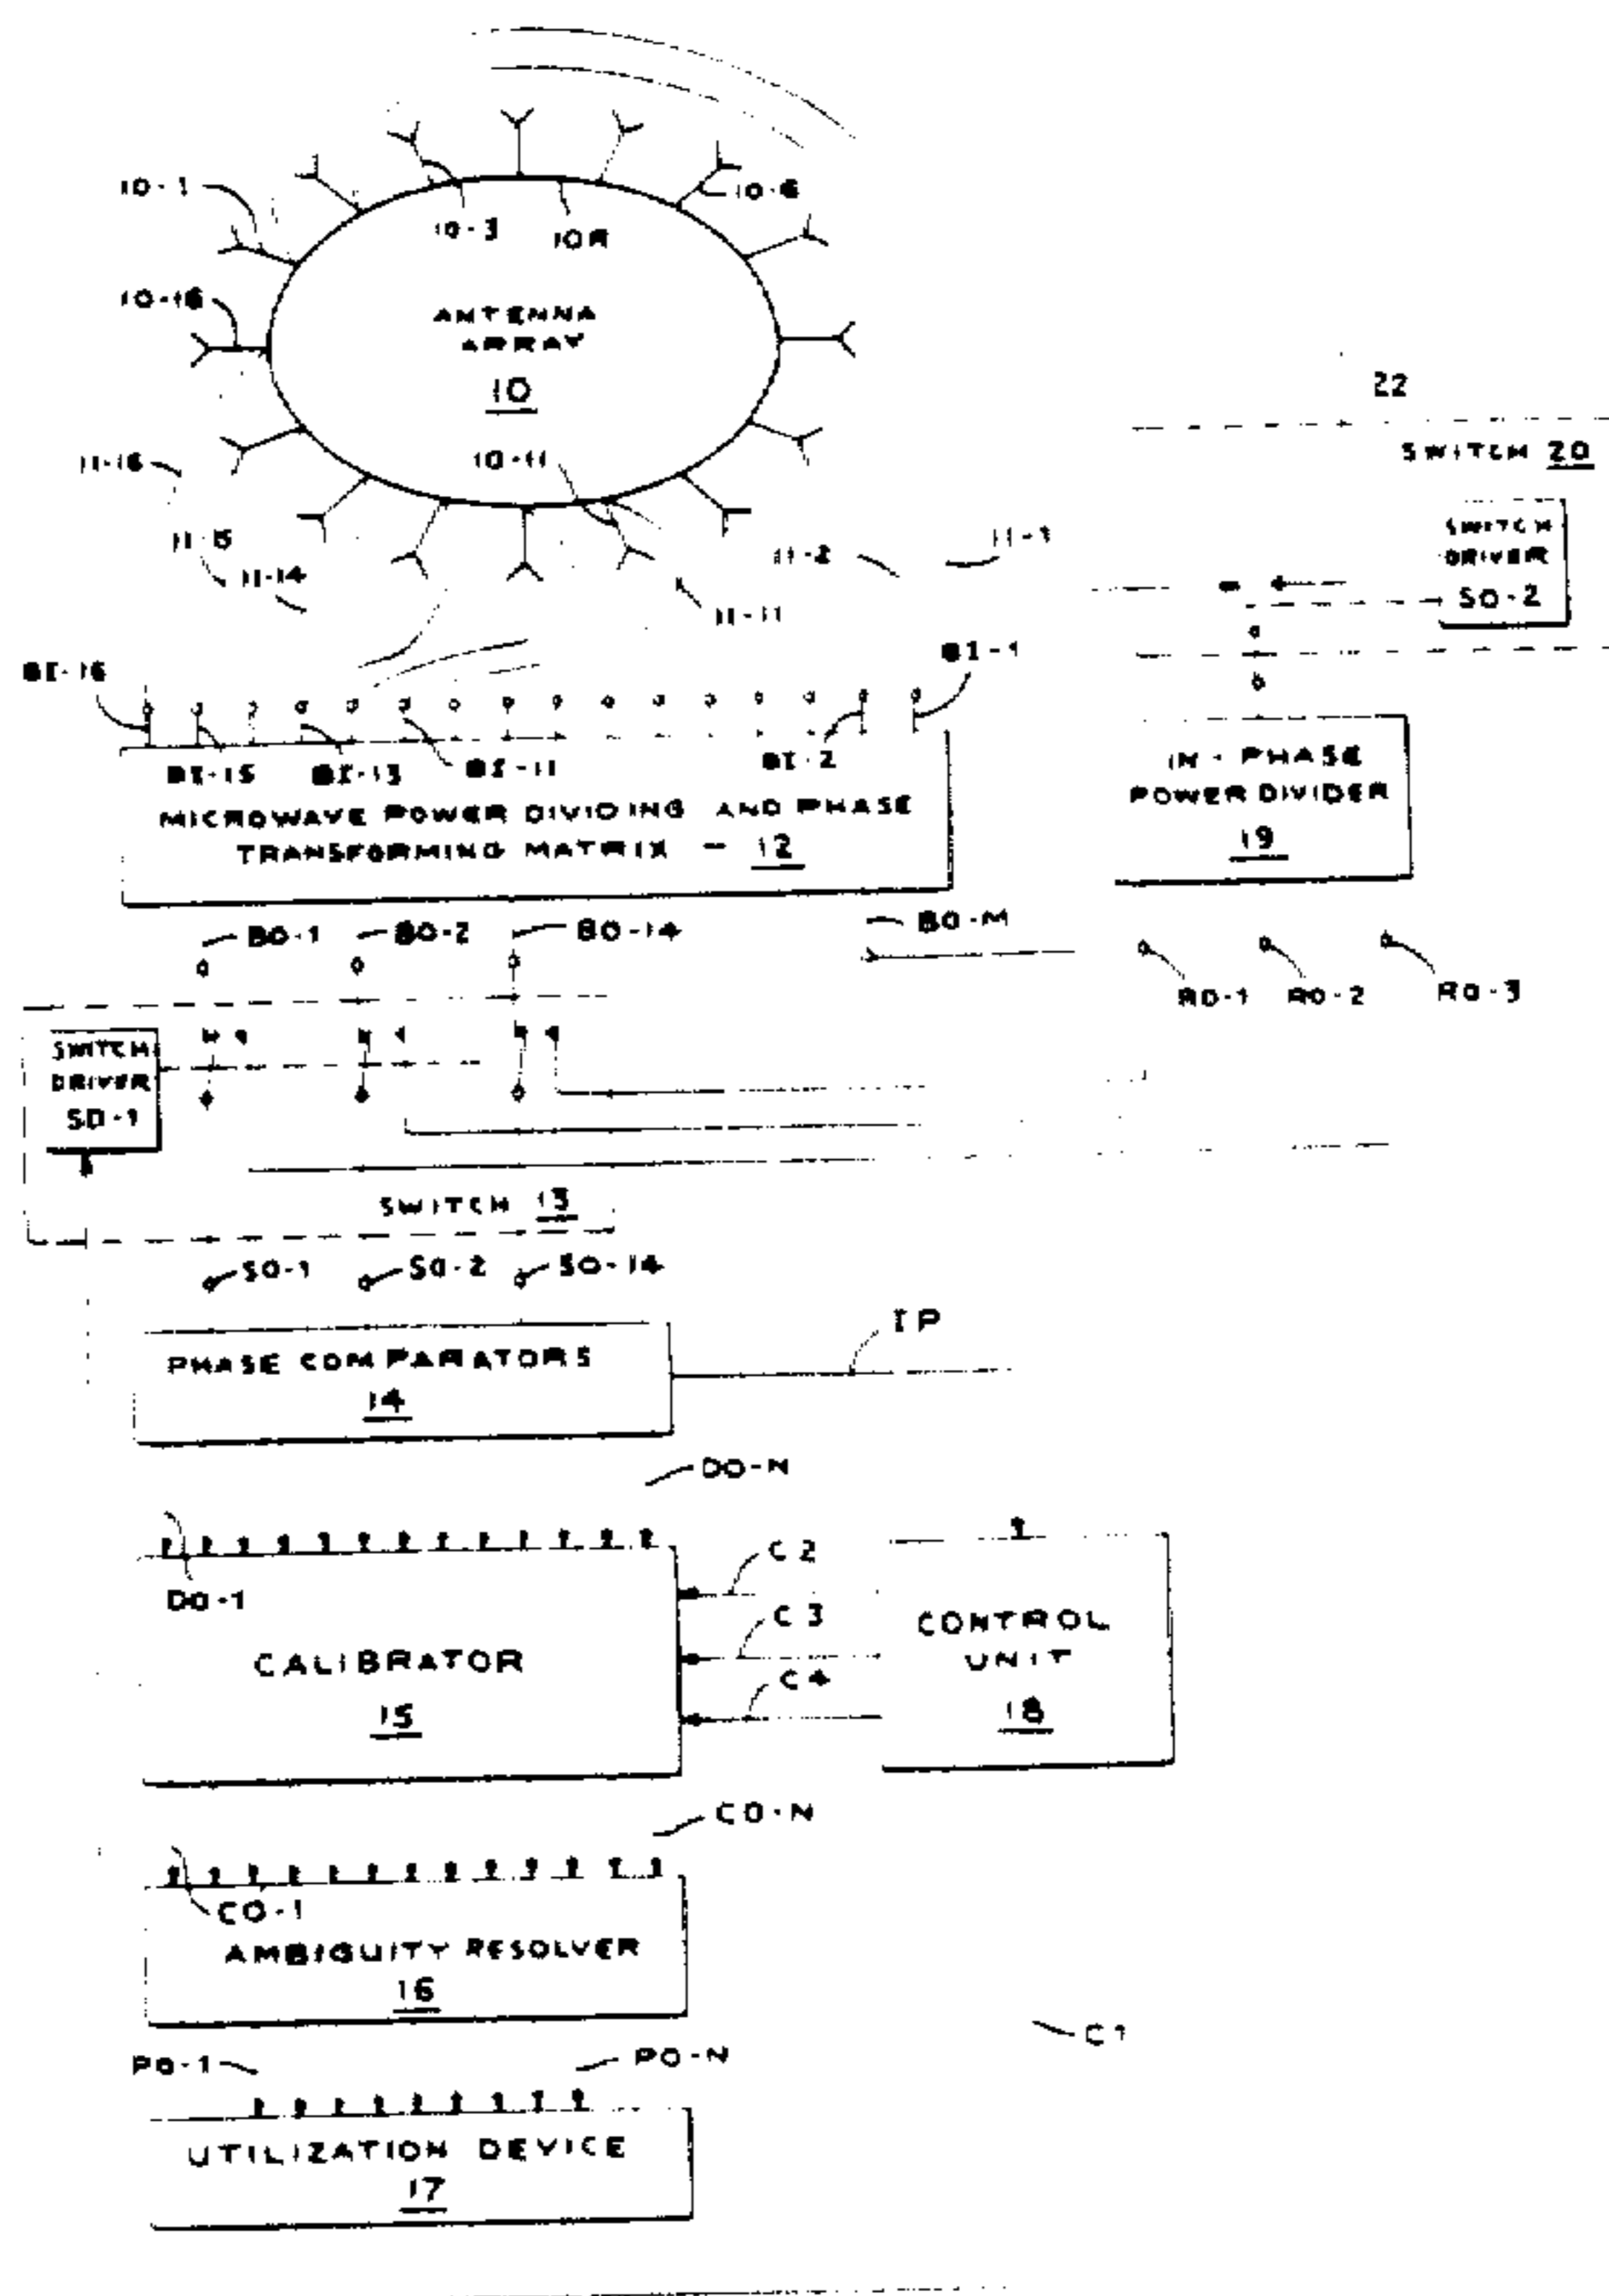 10-1
10-3
10A
10-6
10-16
ANTENNA
ARRAY
10
22
SWITCH 20
11-16
10-11
11-15
11-14
11-2
11-1
SWITCH
DRIVER
SD-2
11-11
BI-16
BI-1
BI-15
BI-13
BI-11
BI-2
MICROWAVE POWER DIVIDING AND PHASE
TRANSFORMING MATRIX - 12
IN-PHASE
POWER DIVIDER
19
BO-1
BO-2
BO-14
BO-M
RO-1
RO-2
RO-3
SWITCH
DRIVER
SD-1
SWITCH 13
SO-1
SO-2
SO-14
IP
PHASE COMPARATORS
14
DO-N
DO-1
C2
C3
C4
CALIBRATOR
15
CONTROL
UNIT
18
CO-N
CO-1
AMBIGUITY RESOLVER
16
C1
PO-1
PO-N
UTILIZATION DEVICE
17